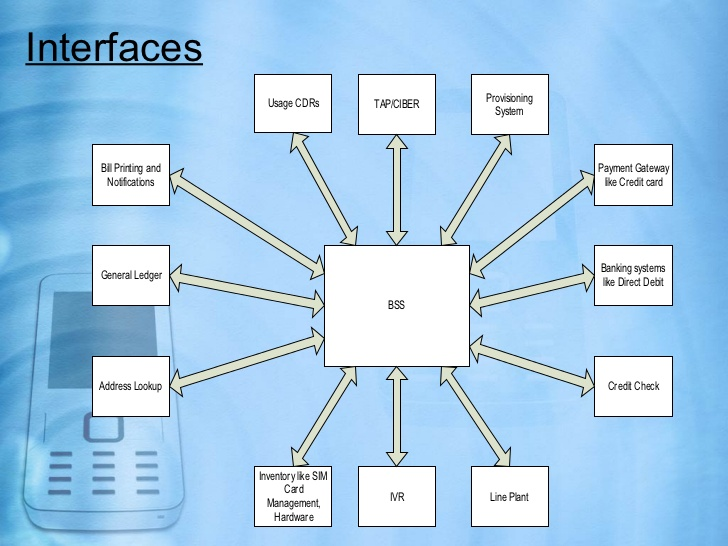 Interfaces
Usage CDRs
TAP/CIBER
Provisioning
System
Bill Printing and
Notifications
Payment Gateway
like Credit card
General Ledger
BSS
Banking systems
like Direct Debit
Address Lookup
Credit Check
Inventory like SIM
Card
Management,
Hardware
IVR
Line Plant